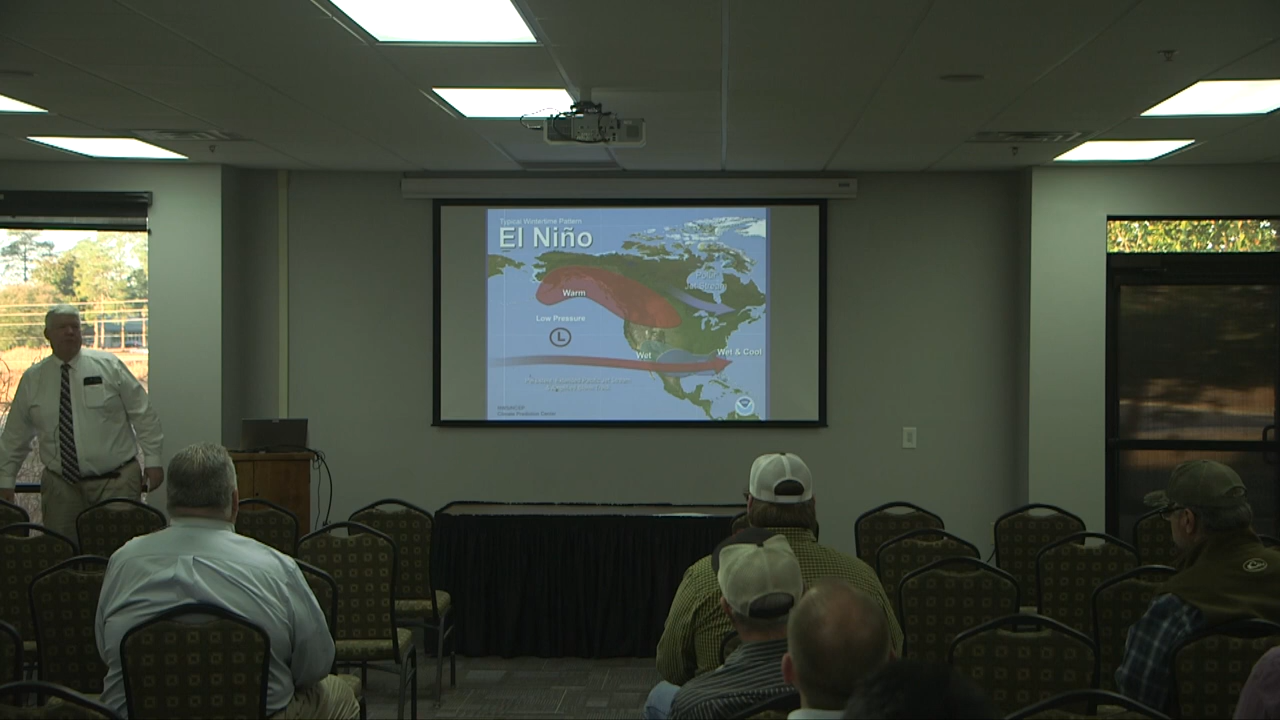 Typical Wintertime Pattern
El Niño
Polar
Jet Stream
Warm
Low Pressure
L
Wet
Wet & Cool
Climate Prediction Center